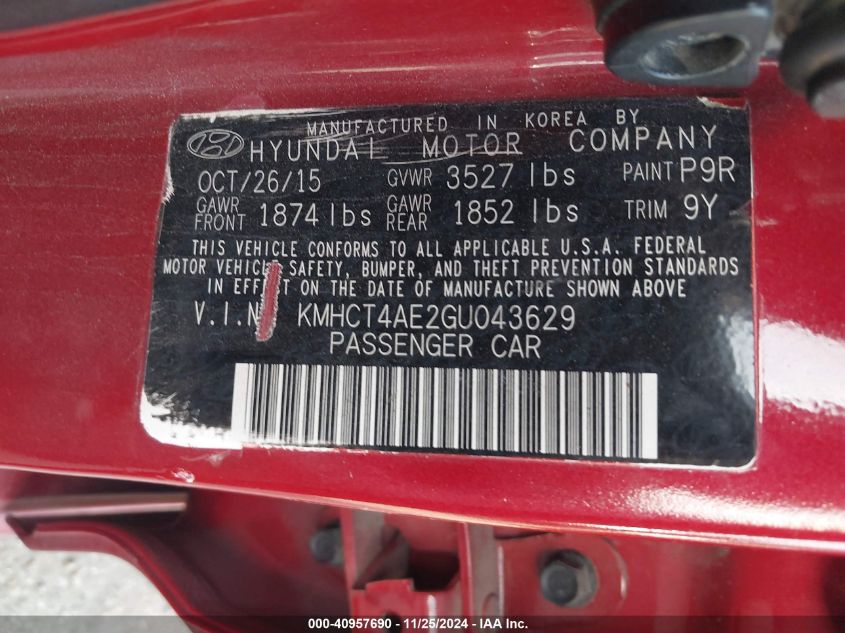 MANUFACTURED IN KOREA BY
HYUNDAI MOTOR COMPANY
OCT/26/15 GVWR 3527 lbs PAINT P9R
GAWR FRONT 1874 lbs GAWR REAR 1852 lbs TRIM 9Y
THIS VEHICLE CONFORMS TO ALL APPLICABLE U.S.A. FEDERAL
MOTOR VEHICLE SAFETY, BUMPER, AND THEFT PREVENTION STANDARDS
IN EFFECT ON THE DATE OF MANUFACTURE SHOWN ABOVE
V.I.N KMHCT4AE2GU043629
PASSENGER CAR
000-40957690 - 11/25/2024 - IAA Inc.